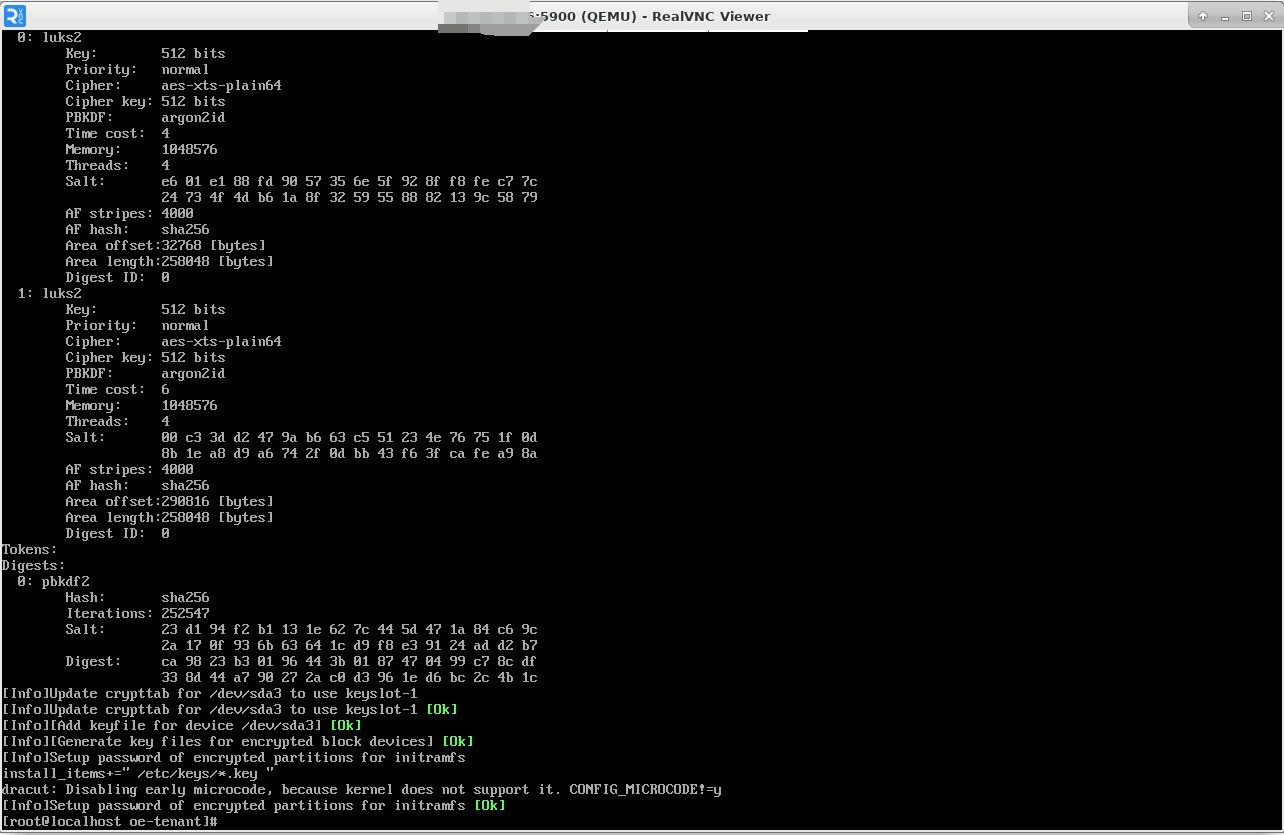 :5900 (QEMU) - RealVNC Viewer
0: luks2
Key: 512 bits
Priority: normal
Cipher: aes-xts-plain64
Cipher key: 512 bits
PBKDF: argon2id
Time cost: 4
Memory: 1048576
Threads: 4
Salt: e6 01 e1 88 fd 90 57 35 6e 5f 92 8f f8 fe c7 7c
24 73 4f 4d b6 1a 8f 32 59 55 88 82 13 9c 58 79
AF stripes: 4000
AF hash: sha256
Area offset:32768 [bytes]
Area length:258048 [bytes]
Digest ID: 0
1: luks2
Key: 512 bits
Priority: normal
Cipher: aes-xts-plain64
Cipher key: 512 bits
PBKDF: argon2id
Time cost: 6
Memory: 1048576
Threads: 4
Salt: 00 c3 3d d2 47 9a b6 63 c5 51 23 4e 76 75 1f 0d
8b 1e a8 d9 a6 74 2f 0d bb 43 f6 3f ca fe a9 8a
AF stripes: 4000
AF hash: sha256
Area offset:290816 [bytes]
Area length:258048 [bytes]
Digest ID: 0
Tokens:
Digests:
0: pbkdf2
Hash: sha256
Iterations: 252547
Salt: 23 d1 94 f2 b1 13 1e 62 7c 44 5d 47 1a 84 c6 9c
2a 17 0f 93 6b 63 64 1c d9 f8 e3 91 24 ad d2 b7
Digest: ca 98 23 b3 01 96 44 3b 01 87 47 04 99 c7 8c df
33 8d 44 a7 90 27 2a c0 d3 96 1e d6 bc 2c 4b 1c
[Info]Update crypttab for /dev/sda3 to use keyslot-1
[Info]Update crypttab for /dev/sda3 to use keyslot-1 [Ok]
[Info][Add keyfile for device /dev/sda3] [Ok]
[Info][Generate key files for encrypted block devices] [Ok]
[Info]Setup password of encrypted partitions for initramfs
install_items+=" /etc/keys/*.key "
dracut: Disabling early microcode, because kernel does not support it. CONFIG_MICROCODE!=y
[Info]Setup password of encrypted partitions for initramfs [Ok]
[root@localhost oe-tenant]#